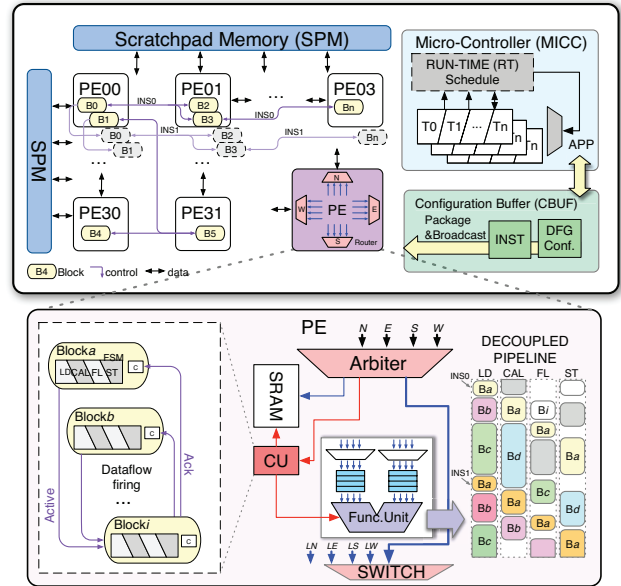 Scratchpad Memory (SPM)
SPM
PE00
PE01
PE03
B0
B1
B2
B3
Bn
INS0
INS0
INS1
INS1
B0
B1
B2
B3
Bn
...
...
...
...
PE30
PE31
B4
B5
N
W
PE
E
S
Router
B4 Block
control
data
Micro-Controller (MICC)
RUN-TIME (RT)
Schedule
T0
T1
...
Tn
Tn
Tn
APP
Configuration Buffer (CBUF)
Package
&Broadcast
INST
DFG
Conf.
PE
N E S W
Arbiter
SRAM
CU
Func.Unit
LN LE LS LW
SWITCH
Blocka
FSM
LD CAL FL ST
C
Blockb
C
Dataflow
firing
...
Blocki
C
Active
Ack
DECOUPLED
PIPELINE
LD CAL FL ST
INS0
INS1
Ba
Bb
Bc
Ba
Bb
Bc
Ba
Bd
Ba
Bb
Bi
Ba
Bc
Ba
Ba
Bd
Ba